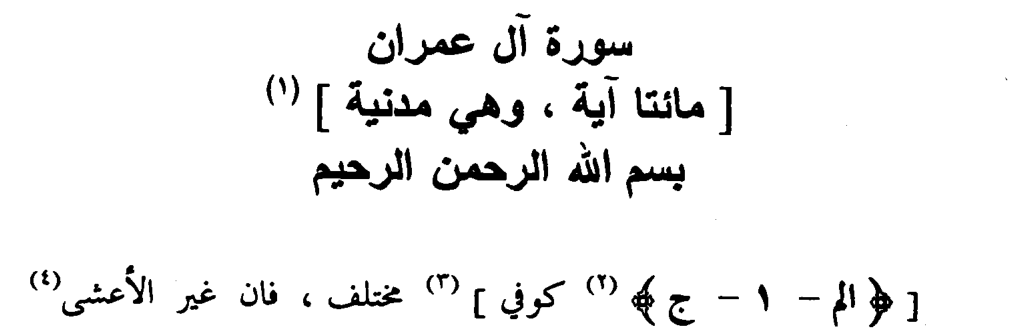 سورة آل عمران
[ مائتا آية ، وهي مدنية ] (١)
بسم الله الرحمن الرحيم
[ ﴿ الم – ١ – ج ﴾ (٢) كوفي ] (٣) مختلف ، فان غير الأعشى (٤)